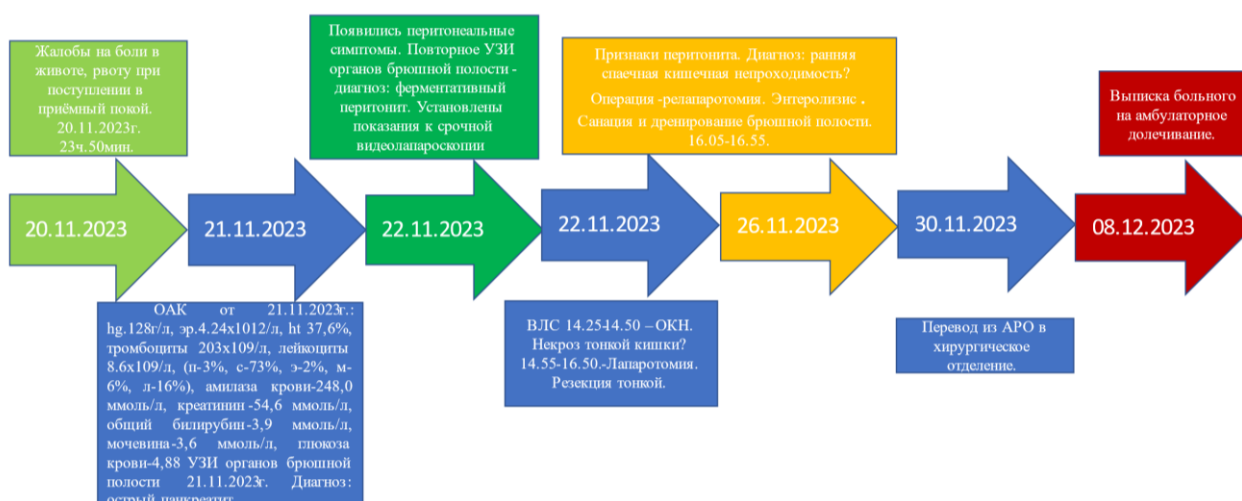 Жалобы на боли в
животе, рвоту при
поступлении в
приёмный покой.
20.11.2023г.
23ч.50мин.
20.11.2023
21.11.2023
ОАК от 21.11.2023г.:
hg.128г/л, эр.4.24х1012/л, ht 37,6%,
тромбоциты 203х109/л, лейкоциты
8.6х109/л, (п-3%, с-73%, э-2%, м-
6%, л-16%), амилаза крови-248,0
ммоль/л, креатинин -54,6 ммоль/л,
общий билирубин-3,9 ммоль/л,
мочевина-3,6 ммоль/л, глюкоза
крови-4,88 УЗИ органов брюшной
полости 21.11.2023г. Диагноз:
острый панкреатит
Появились перитонеальные
симптомы. Повторное УЗИ
органов брюшной полости -
диагноз: ферментативный
перитонит. Установлены
показания к срочной
видеолапароскопии
22.11.2023
22.11.2023
ВЛС 14.25-14.50 – ОКН.
Некроз тонкой кишки?
14.55-16.50.-Лапаротомия.
Резекция тонкой.
Признаки перитонита. Диагноз: ранняя
спаечная кишечная непроходимость?
Операция -релапаротомия. Энтеролизис .
Санация и дренирование брюшной полости.
16.05-16.55.
26.11.2023
30.11.2023
Перевод из АРО в
хирургическое
отделение.
Выписка больного
на амбулаторное
долечивание.
08.12.2023